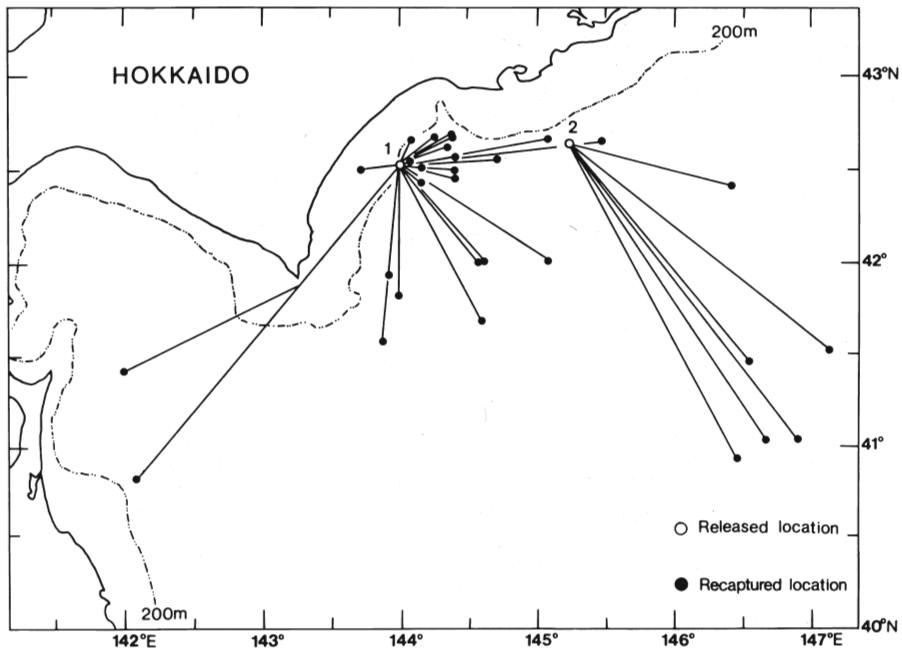 200m
HOKKAIDO
43°N
2
1
42°
41°
Released location
Recaptured location
200m
40°N
142°E
143°
144°
145°
146°
147°E